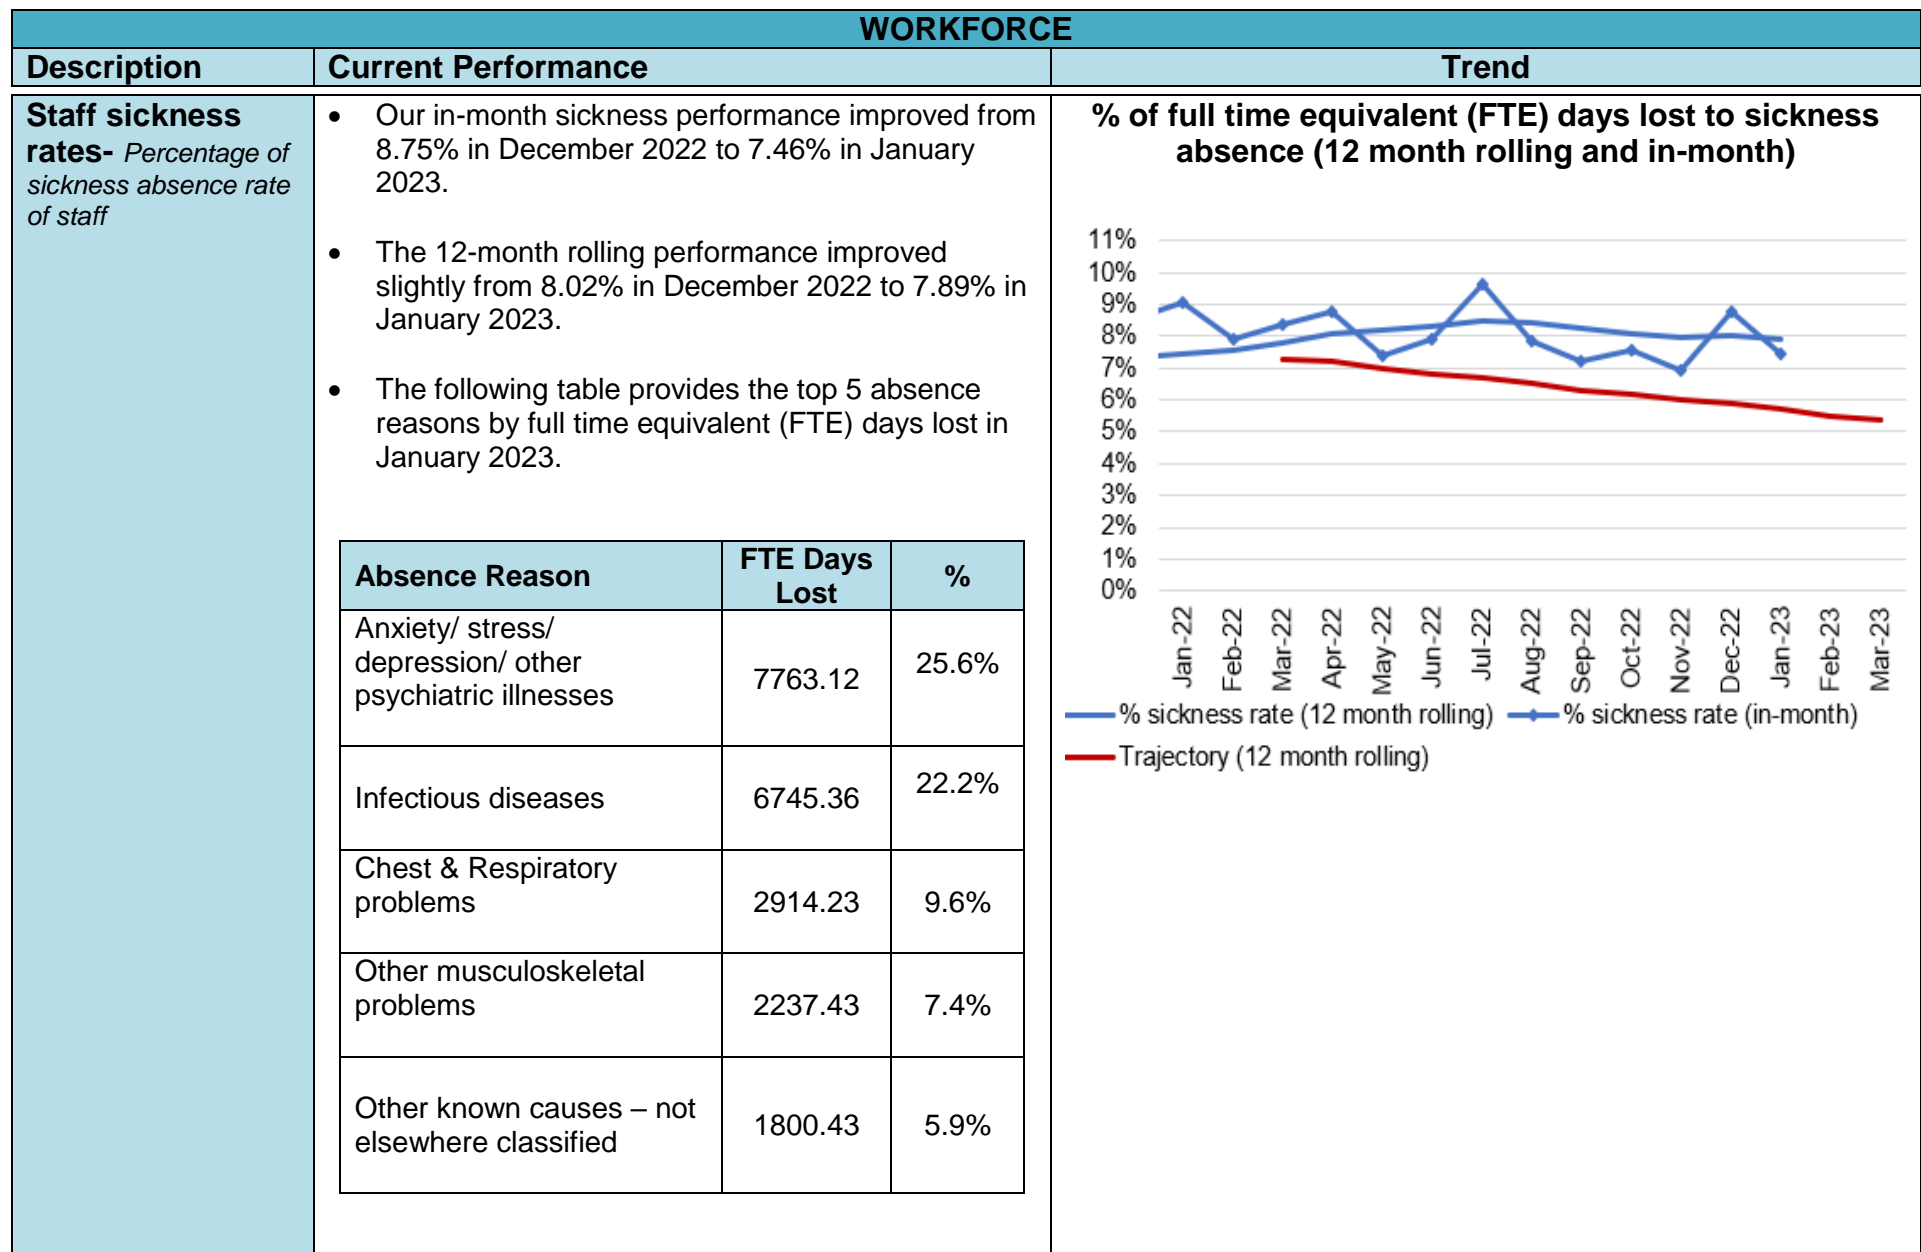 WORKFORCE
Description
Current Performance
Trend
Staff sickness
rates- Percentage of
sickness absence rate
of staff
• Our in-month sickness performance improved from
8.75% in December 2022 to 7.46% in January
2023.
• The 12-month rolling performance improved
slightly from 8.02% in December 2022 to 7.89% in
January 2023.
• The following table provides the top 5 absence
reasons by full time equivalent (FTE) days lost in
January 2023.
Absence Reason
FTE Days
Lost
%
Anxiety/ stress/
depression/ other
psychiatric illnesses
7763.12
25.6%
Infectious diseases
6745.36
22.2%
Chest & Respiratory
problems
2914.23
9.6%
Other musculoskeletal
problems
2237.43
7.4%
Other known causes – not
elsewhere classified
1800.43
5.9%
% of full time equivalent (FTE) days lost to sickness
absence (12 month rolling and in-month)
11%
10%
9%
8%
7%
6%
5%
4%
3%
2%
1%
0%
Jan-22
Feb-22
Mar-22
Apr-22
May-22
Jun-22
Jul-22
Aug-22
Sep-22
Oct-22
Nov-22
Dec-22
Jan-23
Feb-23
Mar-23
% sickness rate (12 month rolling)
% sickness rate (in-month)
Trajectory (12 month rolling)